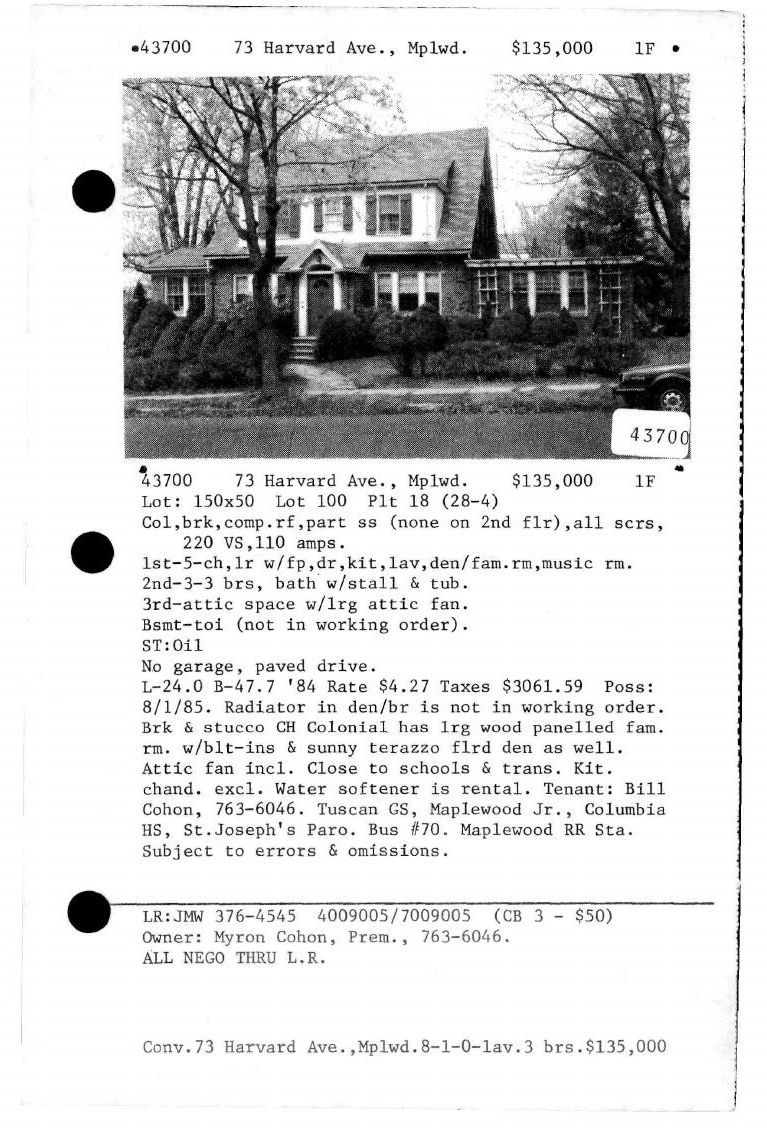 43700 73 Harvard Ave., Mplwd. $135,000 1F
43700
43700 73 Harvard Ave., Mplwd. $135,000 1F
Lot: 150x50 Lot 100 Plt 18 (28-4)
Col,brk,comp.rf,part ss (none on 2nd flr),all scrs,
220 VS,110 amps.
1st-5-ch,lr w/fp,dr,kit,lav,den/fam.rm,music rm.
2nd-3-3 brs, bath w/stall & tub.
3rd-attic space w/lrg attic fan.
Bsmt-toi (not in working order).
ST:Oil
No garage, paved drive.
L-24.0 B-47.7 '84 Rate $4.27 Taxes $3061.59 Poss:
8/1/85. Radiator in den/br is not in working order.
Brk & stucco CH Colonial has lrg wood panelled fam.
rm. w/blt-ins & sunny terazzo flrd den as well.
Attic fan incl. Close to schools & trans. Kit.
chand. excl. Water softener is rental. Tenant: Bill
Cohon, 763-6046. Tuscan GS, Maplewood Jr., Columbia
HS, St.Joseph's Paro. Bus #70. Maplewood RR Sta.
Subject to errors & omissions.
LR:JMW 376-4545 4009005/7009005 (CB 3 - $50)
Owner: Myron Cohon, Prem., 763-6046.
ALL NEGO THRU L.R.
Conv.73 Harvard Ave.,Mplwd.8-1-0-lav.3 brs.$135,000